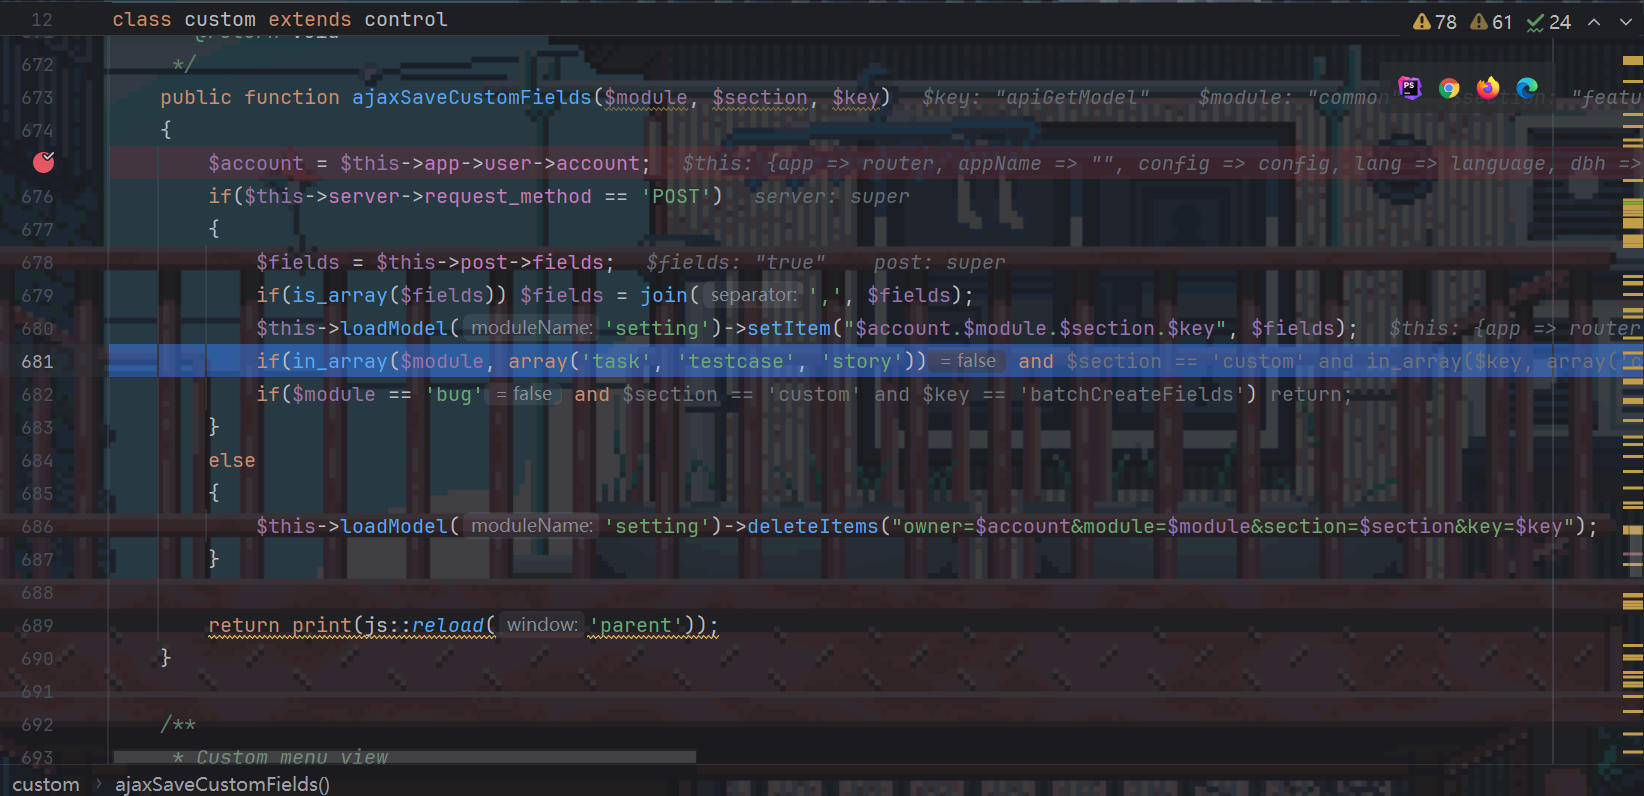 12 class custom extends control 78 61 24
672 */
673 public function ajaxSaveCustomFields($module, $section, $key) $key: "apiGetModel" $module: "common" "featu
674 {
$account = $this->app->user->account; $this: {app => router, appName => "", config => config, lang => language, dbh =>
676 if($this->server->request_method == 'POST') server: super
677 {
678 $fields = $this->post->fields; $fields: "true" post: super
679 if(is_array($fields)) $fields = join( separator: ',', $fields);
680 $this->loadModel( moduleName: 'setting')->setItem("$account.$module.$section.$key", $fields); $this: {app => router
681 if(in_array($module, array('task', 'testcase', 'story')) = false and $section == 'custom' and in_array($key, array('c
682 if($module == 'bug' = false and $section == 'custom' and $key == 'batchCreateFields') return;
683 }
684 else
685 {
686 $this->loadModel( moduleName: 'setting')->deleteItems("owner=$account&module=$module&section=$section&key=$key");
687 }
688
689 return print(js::reload( window: 'parent'));
690 }
691
692 /**
693 * Custom menu view
custom › ajaxSaveCustomFields()